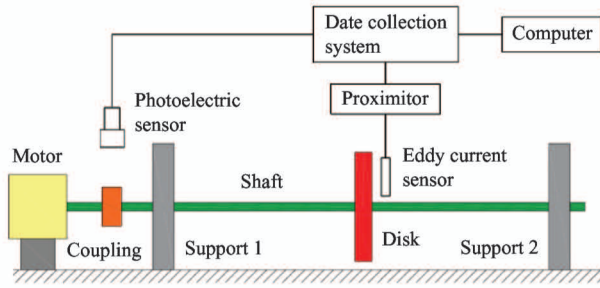 Date collection
system
Computer
Photoelectric
sensor
Proximitor
Motor
Eddy current
sensor
Shaft
Coupling
Support 1
Disk
Support 2